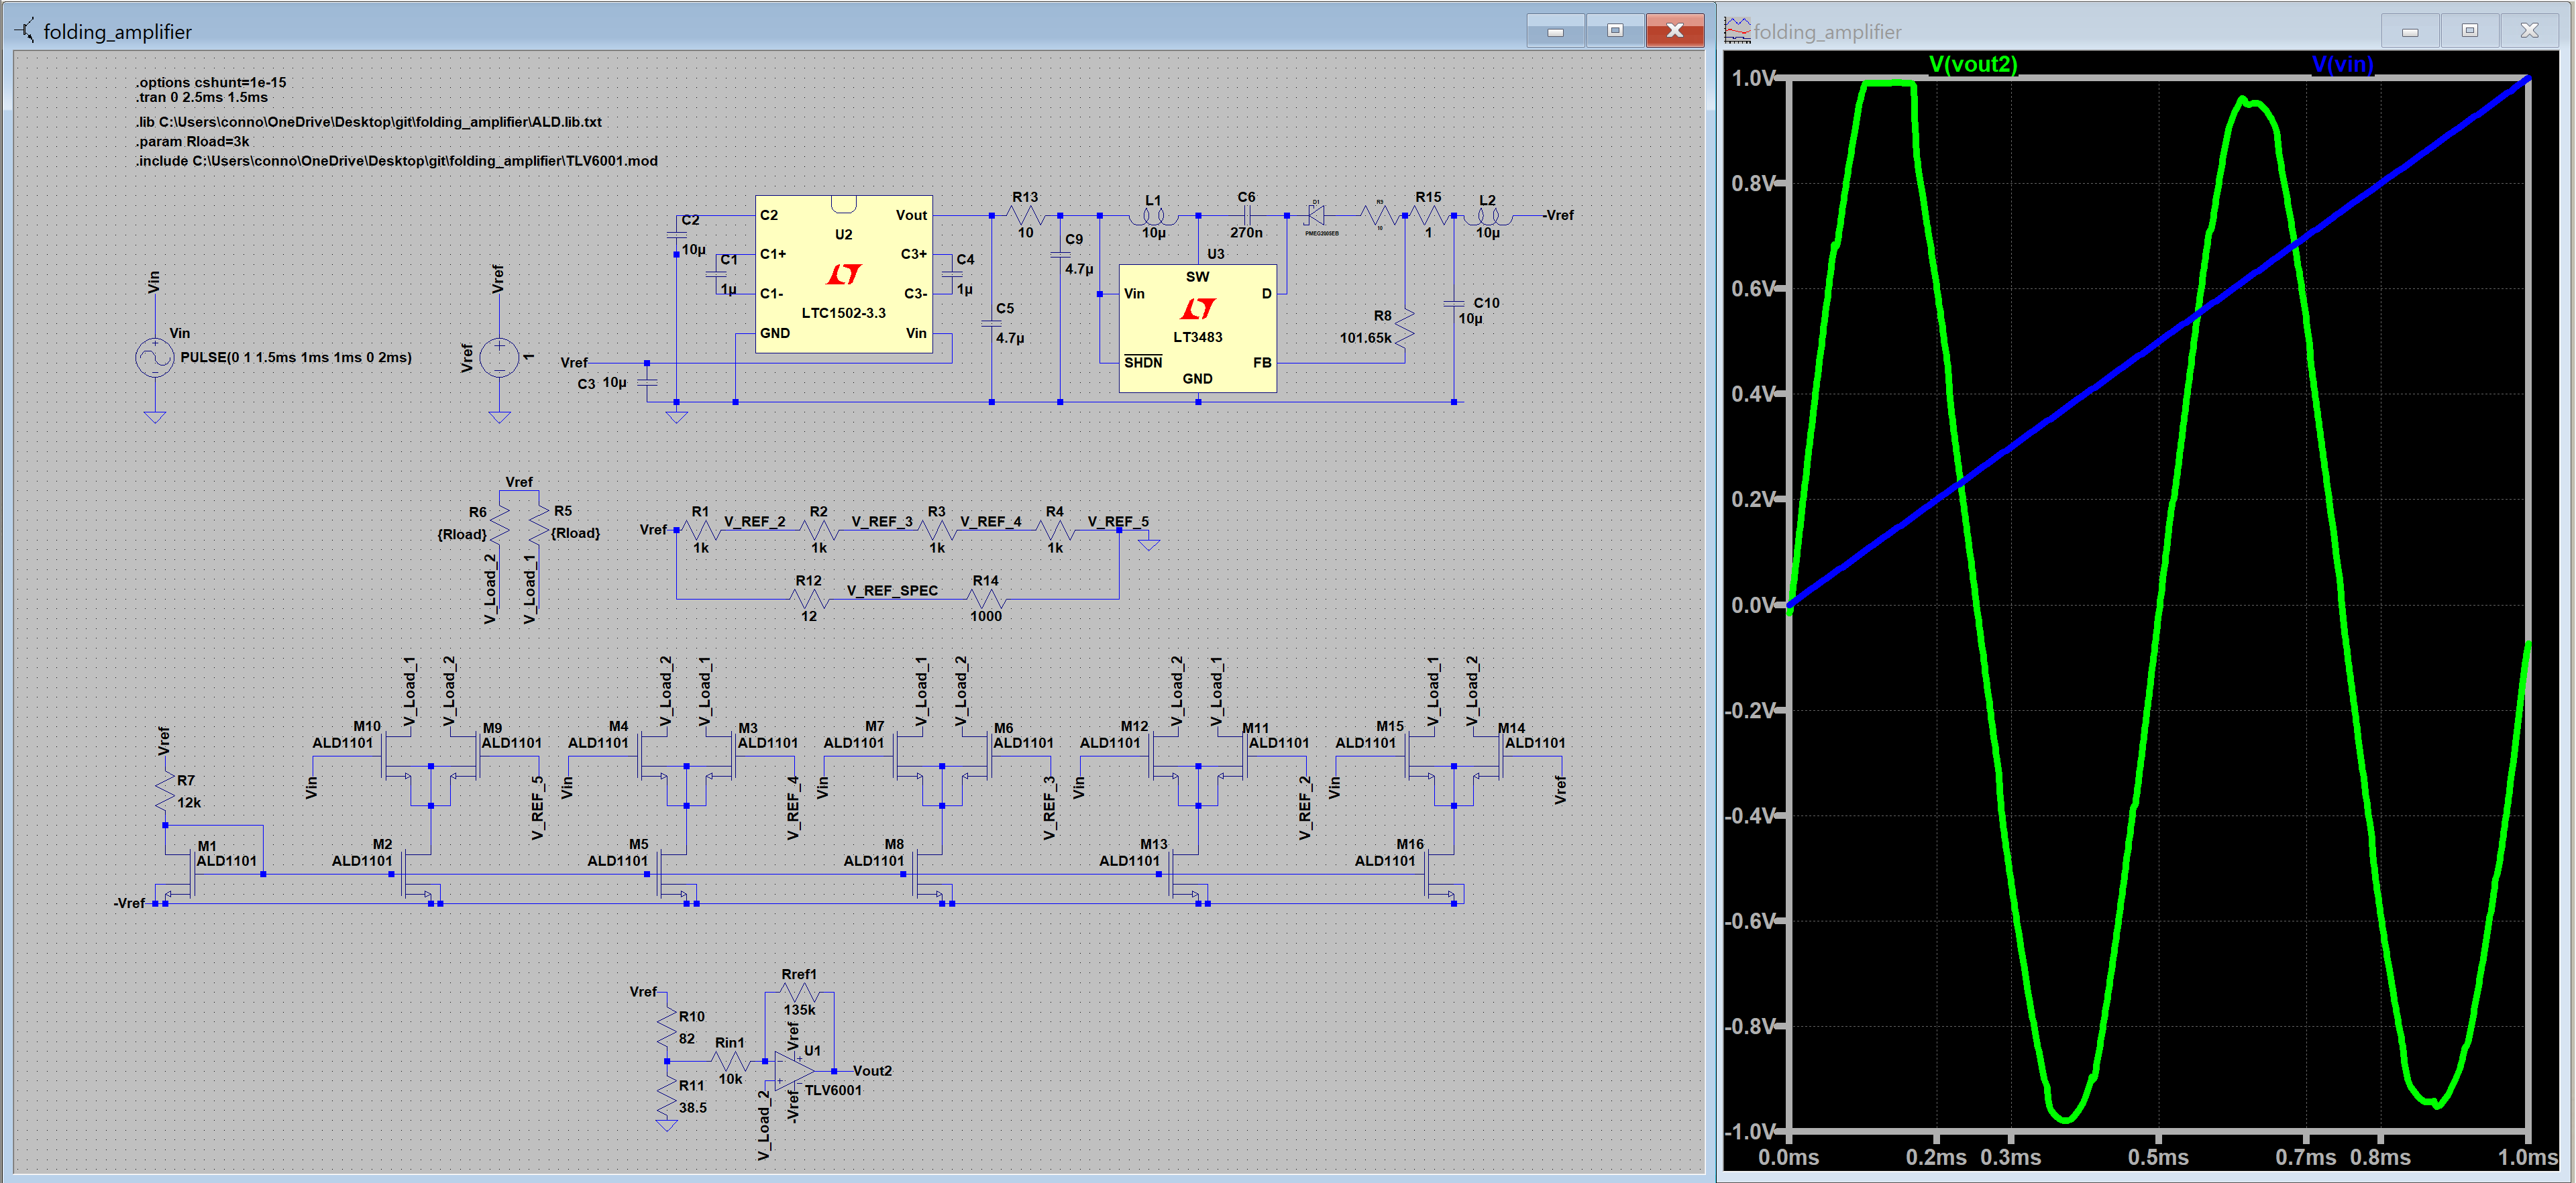 folding_amplifier
.options cshunt=1e-15
.tran 0 2.5ms 1.5ms
.lib C:\Users\conno\OneDrive\Desktop\git\folding_amplifier\ALD.lib.txt
.param Rload=3k
.include C:\Users\conno\OneDrive\Desktop\git\folding_amplifier\TLV6001.mod
Vin
Vin
PULSE(0 1 1.5ms 1ms 1ms 0 2ms)
Vref
Vref
1
C2
10µ
C1
1µ
C2
Vout
U2
C1+
C3+
C1-
C3-
LTC1502-3.3
GND
Vin
C4
1µ
Vref
C3
10µ
C5
4.7µ
R13
10
C9
4.7µ
L1
10µ
C6
270n
U3
SW
Vin
D
LT3483
SHDN
FB
GND
D1
PMEG2005EB
R9
10
R15
1
L2
10µ
-Vref
R8
101.65k
C10
10µ
Vref
R6
{Rload}
R5
{Rload}
V_Load_2
V_Load_1
Vref
R1
1k
V_REF_2
R2
1k
V_REF_3
R3
1k
V_REF_4
R4
1k
V_REF_5
R12
12
V_REF_SPEC
R14
1000
Vref
R7
12k
M1
ALD1101
-Vref
V_Load_1
V_Load_2
M10
ALD1101
M9
ALD1101
Vin
V_REF_5
M2
ALD1101
V_Load_2
V_Load_1
M4
ALD1101
M3
ALD1101
Vin
V_REF_4
M5
ALD1101
V_Load_1
V_Load_2
M7
ALD1101
M6
ALD1101
Vin
V_REF_3
M8
ALD1101
V_Load_2
V_Load_1
M12
ALD1101
M11
ALD1101
Vin
V_REF_2
M13
ALD1101
V_Load_1
V_Load_2
M15
ALD1101
M14
ALD1101
Vin
Vref
M16
ALD1101
Vref
R10
82
R11
38.5
Rin1
10k
Rref1
135k
Vref
U1
TLV6001
-Vref
V_Load_2
Vout2
folding_amplifier
V(vout2)
V(vin)
1.0V
0.8V
0.6V
0.4V
0.2V
0.0V
-0.2V
-0.4V
-0.6V
-0.8V
-1.0V
0.0ms 0.2ms 0.3ms 0.5ms 0.7ms 0.8ms 1.0ms